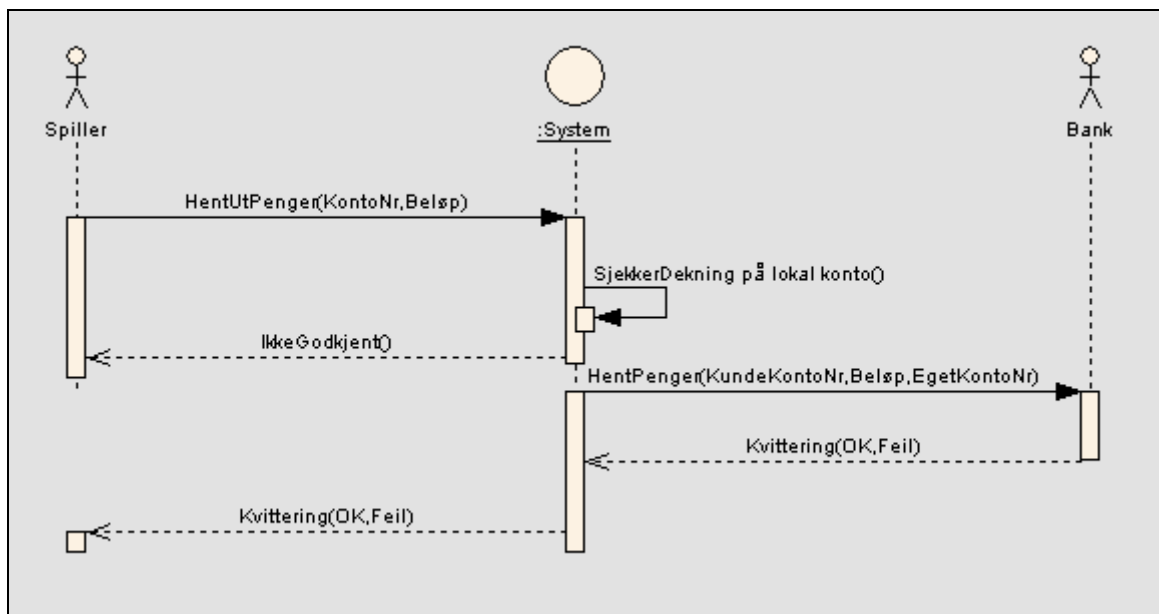 Spiller
:System
Bank
HentUtPenger(KontoNr,Beløp)
SjekkerDekning på lokal konto()
IkkeGodkjent()
HentPenger(KundeKontoNr,Beløp,EgetKontoNr)
Kvittering(OK,Feil)
Kvittering(OK,Feil)